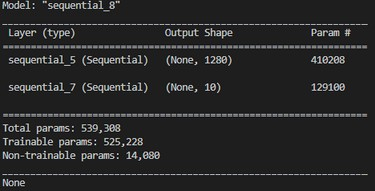 Model: "sequential_8"
_________________________________________________________________
Layer (type) Output Shape Param #
=================================================================
sequential_5 (Sequential) (None, 1280) 410208
sequential_7 (Sequential) (None, 10) 129100
=================================================================
Total params: 539,308
Trainable params: 525,228
Non-trainable params: 14,080
_________________________________________________________________
None